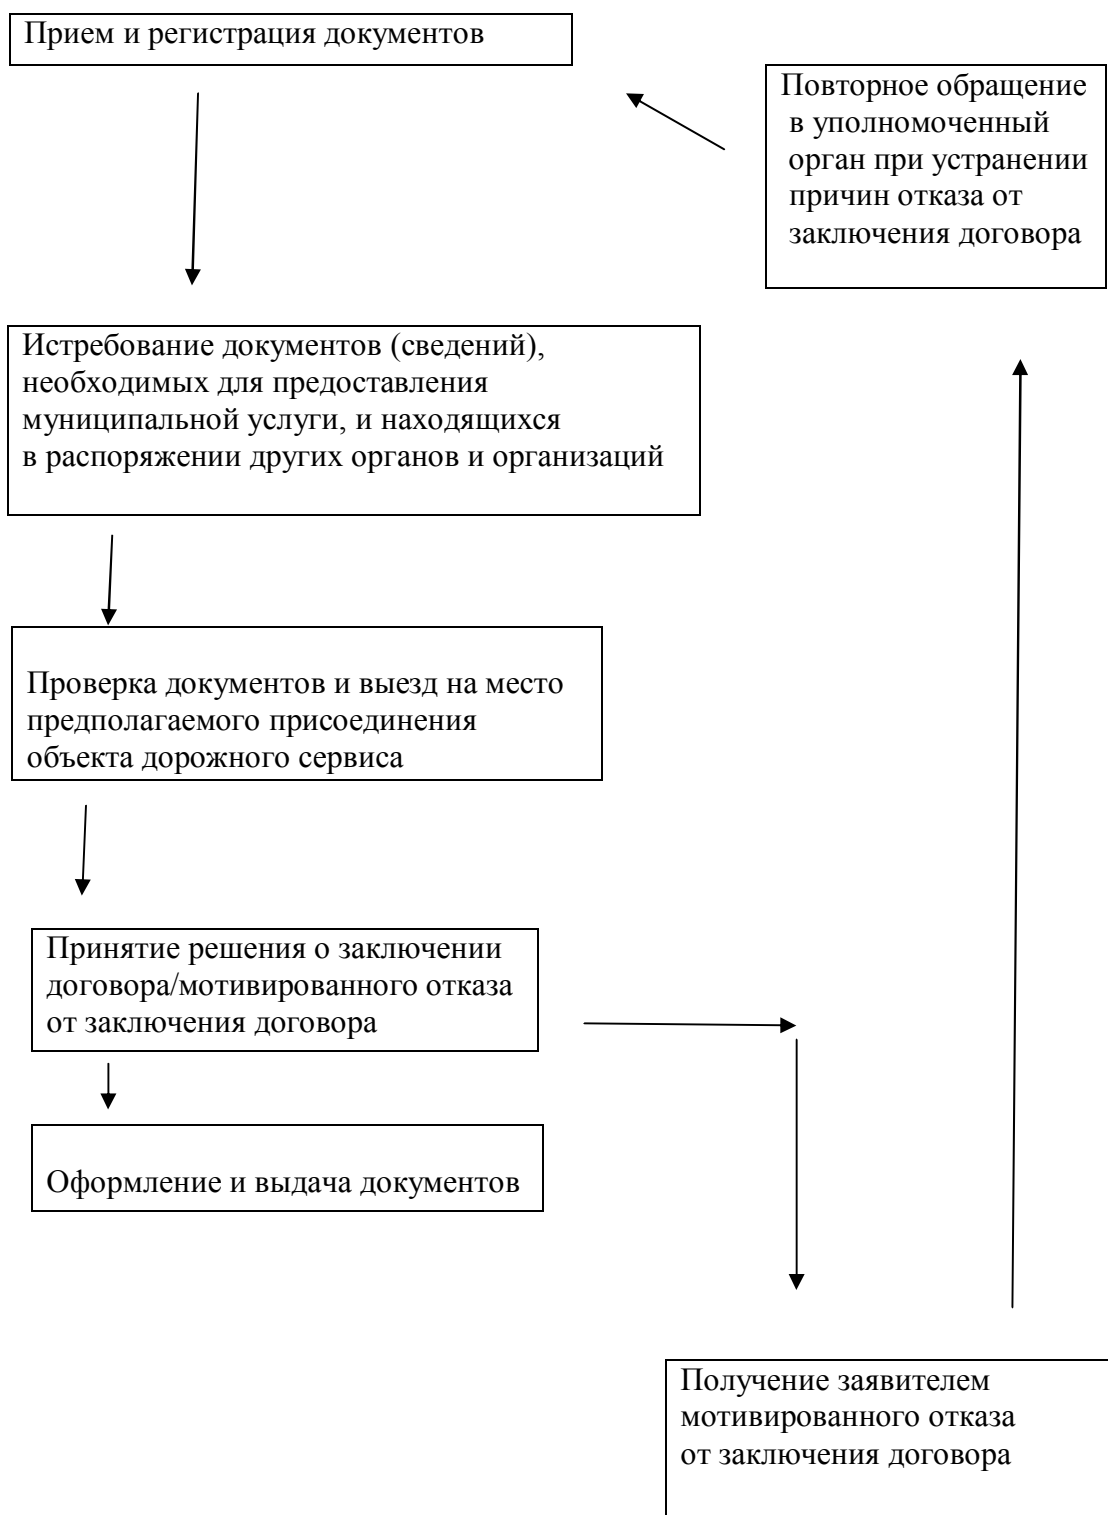 Прием и регистрация документов
Повторное обращение
в уполномоченный
орган при устранении
причин отказа от
заключения договора
Истребование документов (сведений),
необходимых для предоставления
муниципальной услуги, и находящихся
в распоряжении других органов и организаций
Проверка документов и выезд на место
предполагаемого присоединения
объекта дорожного сервиса
Принятие решения о заключении
договора/мотивированного отказа
от заключения договора
Оформление и выдача документов
Получение заявителем
мотивированного отказа
от заключения договора